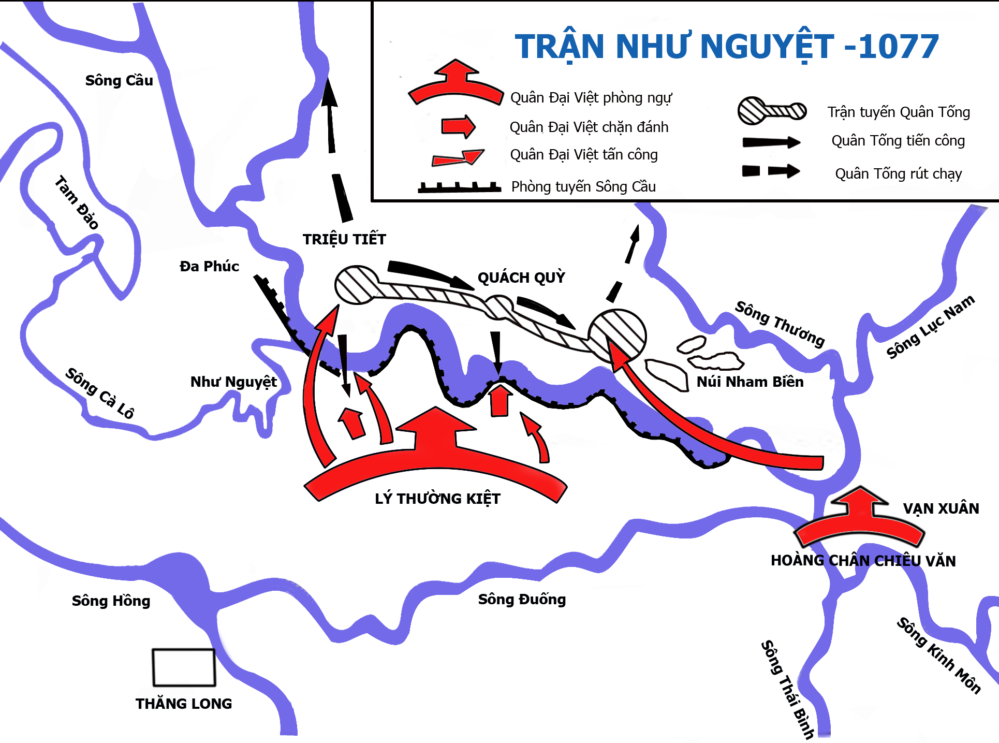 TRẬN NHƯ NGUYỆT -1077
Quân Đại Việt phòng ngự
Quân Đại Việt chặn đánh
Quân Đại Việt tấn công
Phòng tuyến Sông Cầu
Trận tuyến Quân Tống
Quân Tống tiến công
Quân Tống rút chạy
Sông Cầu
Tam Đảo
TRIỆU TIẾT
Đa Phúc
QUÁCH QUỲ
Sông Thương
Sông Lục Nam
Sông Cà Lô
Như Nguyệt
Núi Nham Biền
LÝ THƯỜNG KIỆT
VẠN XUÂN
HOÀNG CHÂN CHIÊU VĂN
Sông Hồng
Sông Đuống
Sông Kinh Môn
Sông Thái Bình
THĂNG LONG